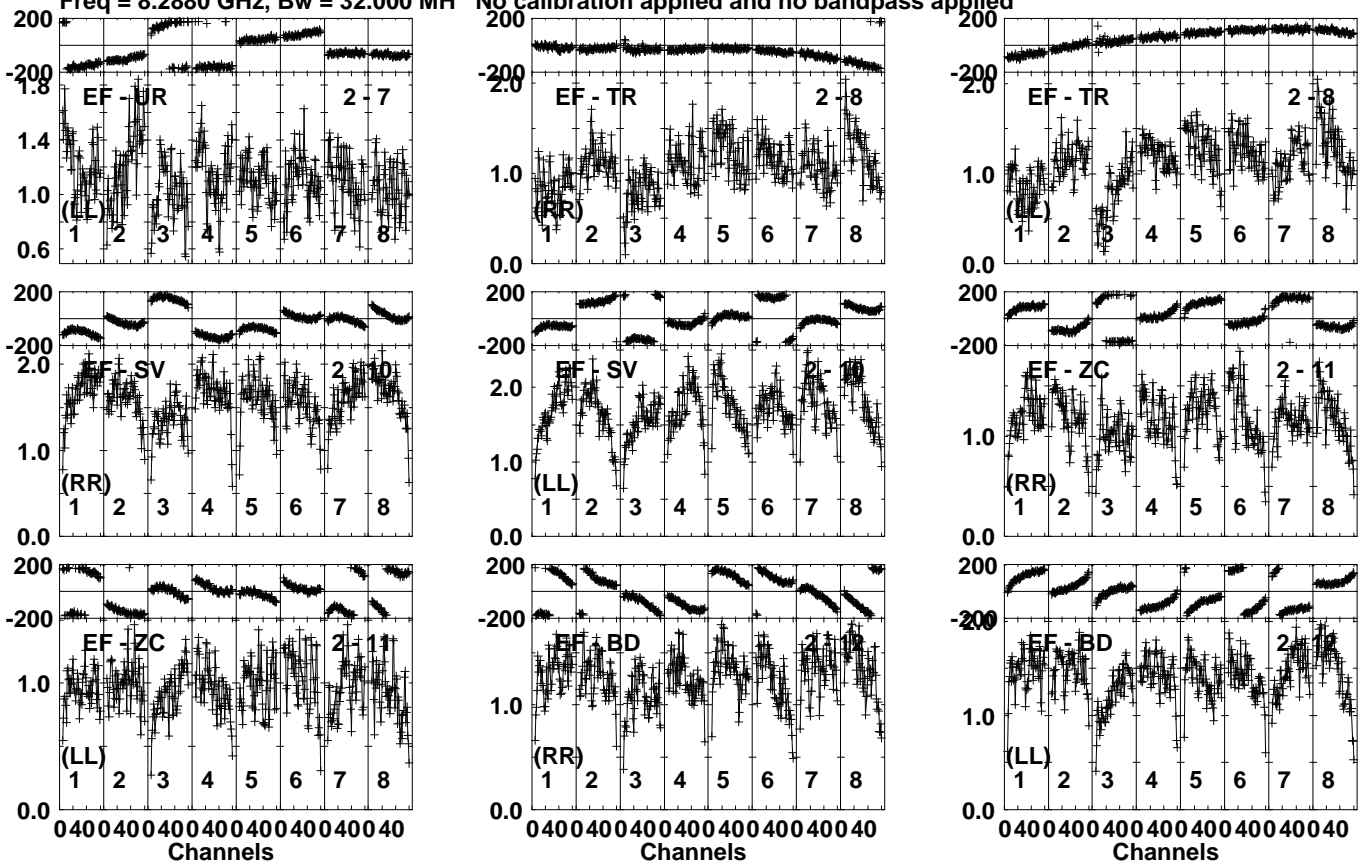 Freq = 8.2880 GHz, Bw = 32.000 MH No calibration applied and no bandpass applied
200
-200
1.8
1.4
1.0
0.6
EF - UR 2 - 7
(LL)
1 2 3 4 5 6 7 8
200
-200
2.0
1.0
0.0
EF - TR 2 - 8
(RR)
1 2 3 4 5 6 7 8
200
-200
2.0
1.0
0.0
EF - TR 2 - 8
(LL)
1 2 3 4 5 6 7 8
200
-200
2.0
1.0
0.0
EF - SV 2 - 10
(RR)
1 2 3 4 5 6 7 8
200
-200
2.0
1.0
0.0
EF - SV 2 - 10
(LL)
1 2 3 4 5 6 7 8
200
-200
1.0
0.0
EF - ZC 2 - 11
(RR)
1 2 3 4 5 6 7 8
200
-200
1.0
0.0
EF - ZC 2 - 11
(LL)
1 2 3 4 5 6 7 8
200
-200
1.0
0.0
EF - BD 2 - 12
(RR)
1 2 3 4 5 6 7 8
200
-200
2.0
1.0
0.0
EF - BD 2 - 12
(LL)
1 2 3 4 5 6 7 8
0 40 0 40 0 40 0 40 0 40 0 40 0 40 0 40
Channels
0 40 0 40 0 40 0 40 0 40 0 40 0 40 0 40
Channels
0 40 0 40 0 40 0 40 0 40 0 40 0 40 0 40
Channels